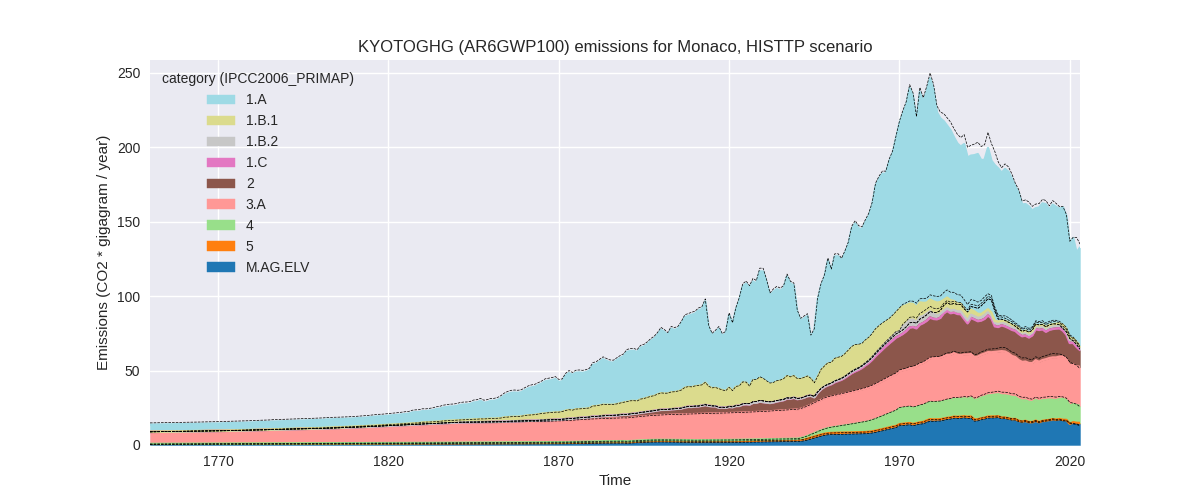 KYOTOGHG (AR6GWP100) emissions for Monaco, HISTTP scenario
category (IPCC2006_PRIMAP)
1.A
1.B.1
1.B.2
1.C
2
3.A
4
5
M.AG.ELV
Emissions (CO2 * gigagram / year)
250
200
150
100
50
0
1770
1820
1870
1920
1970
2020
Time